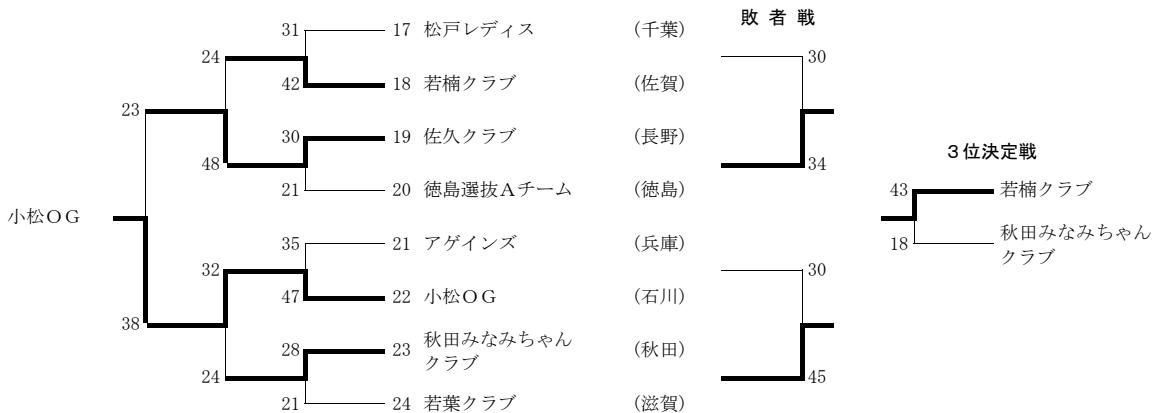 敗者戦
31 17 松戸レディス (千葉) 30
24
42 18 若楠クラブ (佐賀)
23
30 19 佐久クラブ (長野)
3位決定戦
48 34
21 20 徳島選抜Aチーム (徳島) 43 若楠クラブ
小松OG
35 21 アゲインズ (兵庫) 18 秋田みなみちゃん
クラブ
32 30
47 22 小松OG (石川)
38
28 23 秋田みなみちゃん
クラブ (秋田)
24 45
21 24 若葉クラブ (滋賀)